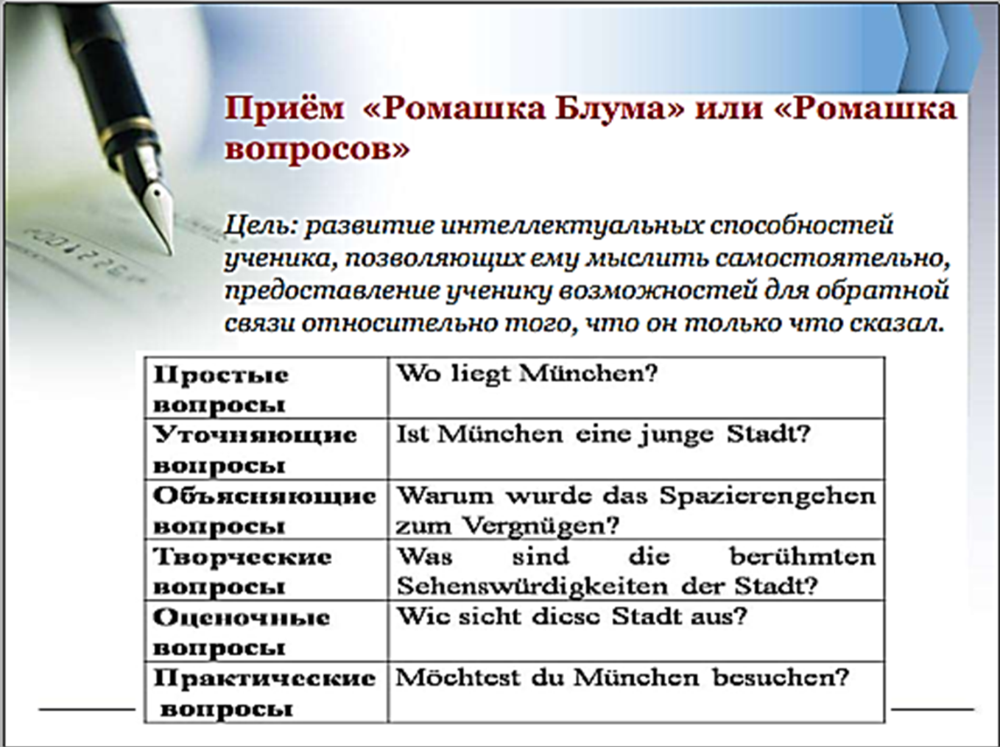 Приём «Ромашка Блума» или «Ромашка
вопросов»
Цель: развитие интеллектуальных способностей
ученика, позволяющих ему мыслить самостоятельно,
предоставление ученику возможностей для обратной
связи относительно того, что он только что сказал.
Простые
вопросы
Wo liegt München?
Уточняющие
вопросы
Ist München eine junge Stadt?
Объясняющие
вопросы
Warum wurde das Spazierengehen
zum Vergnügen?
Творческие
вопросы
Was sind die berühmten
Sehenswürdigkeiten der Stadt?
Оценочные
вопросы
Wie sieht diese Stadt aus?
Практические
вопросы
Möchtest du München besuchen?